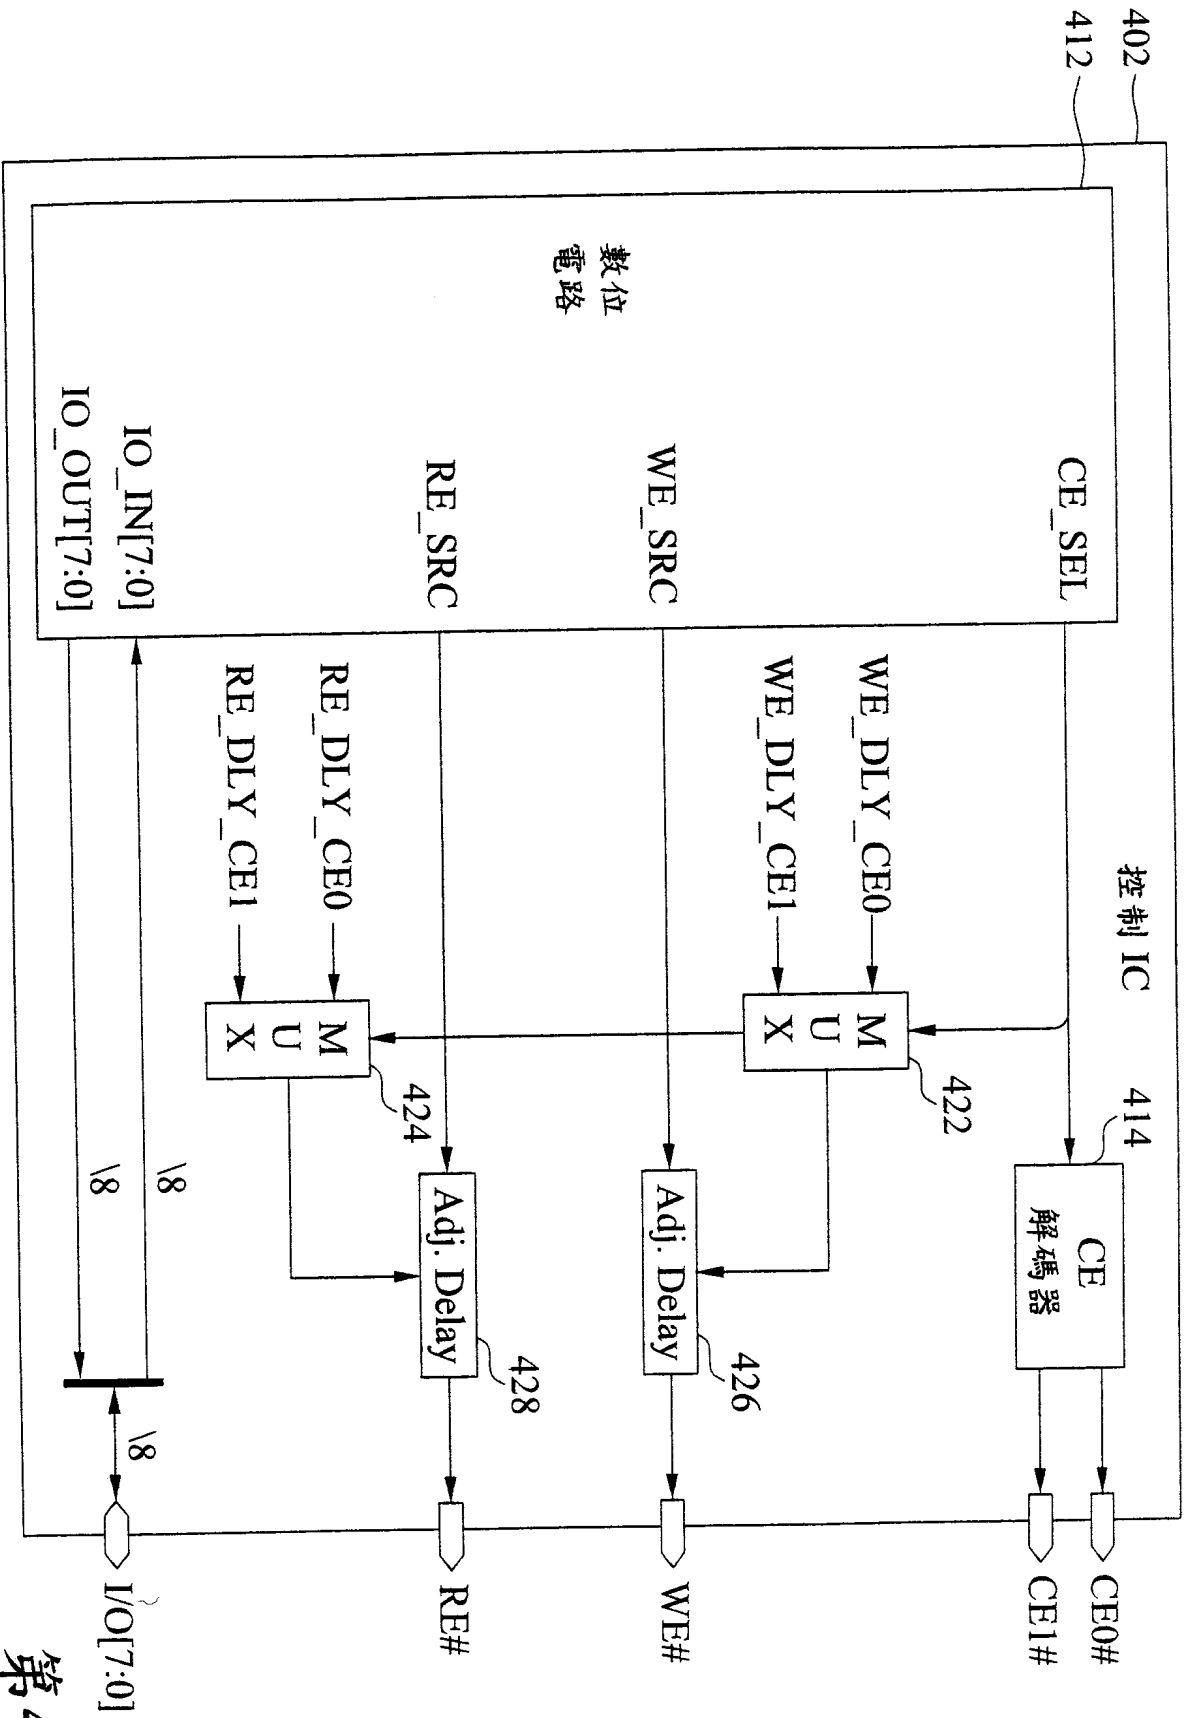 402
412
控制 IC
414
數位
電路
CE_SEL
CE
解碼器
CE0#
CE1#
WE_DLY_CE0
WE_DLY_CE1
M
U
X
422
WE_SRC
Adj. Delay
426
WE#
RE_SRC
Adj. Delay
428
RE#
RE_DLY_CE0
RE_DLY_CE1
M
U
X
424
IO_IN[7:0]
\8
IO_OUT[7:0]
\8
\8
I/O[7:0]
第